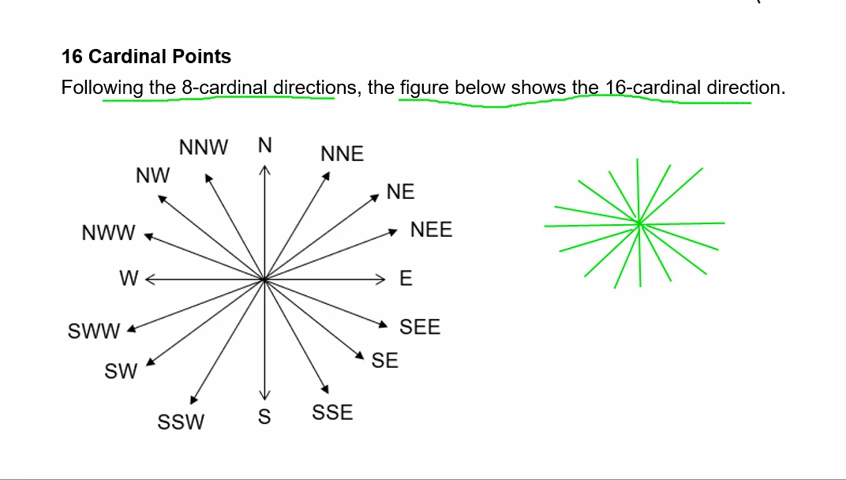 16 Cardinal Points
Following the 8-cardinal directions, the figure below shows the 16-cardinal direction.
NNW N NNE
NW NE
NWW NEE
W E
SWW SEE
SW SE
SSW S SSE